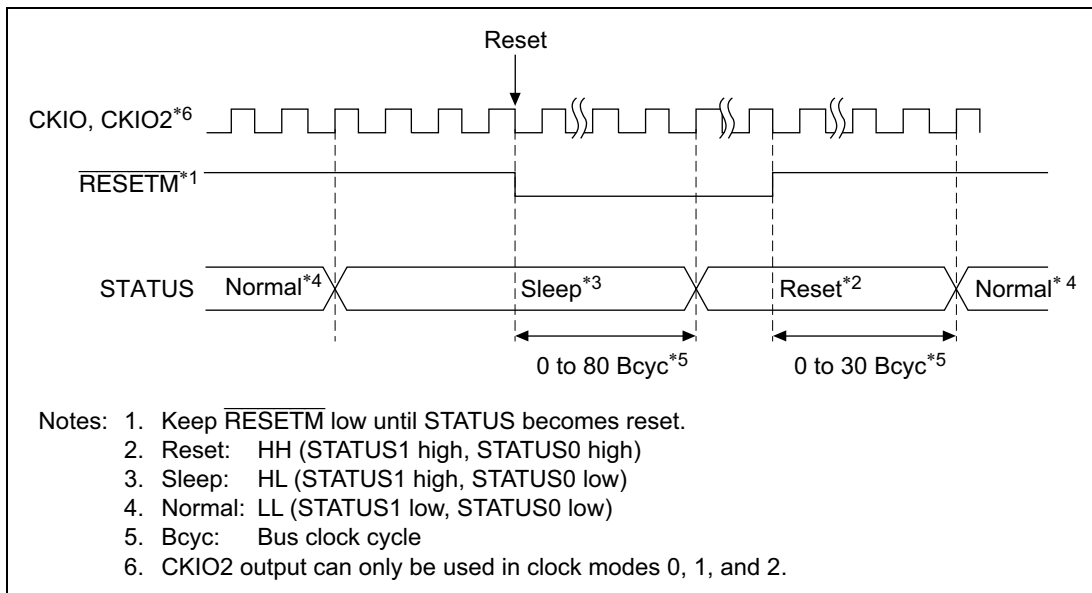 Reset
CKIO, CKIO2*6
RESETM*1
STATUS Normal*4 Sleep*3 Reset*2 Normal* 4
0 to 80 Bcyc*5 0 to 30 Bcyc*5
Notes: 1. Keep RESETM low until STATUS becomes reset.
2. Reset: HH (STATUS1 high, STATUS0 high)
3. Sleep: HL (STATUS1 high, STATUS0 low)
4. Normal: LL (STATUS1 low, STATUS0 low)
5. Bcyc: Bus clock cycle
6. CKIO2 output can only be used in clock modes 0, 1, and 2.